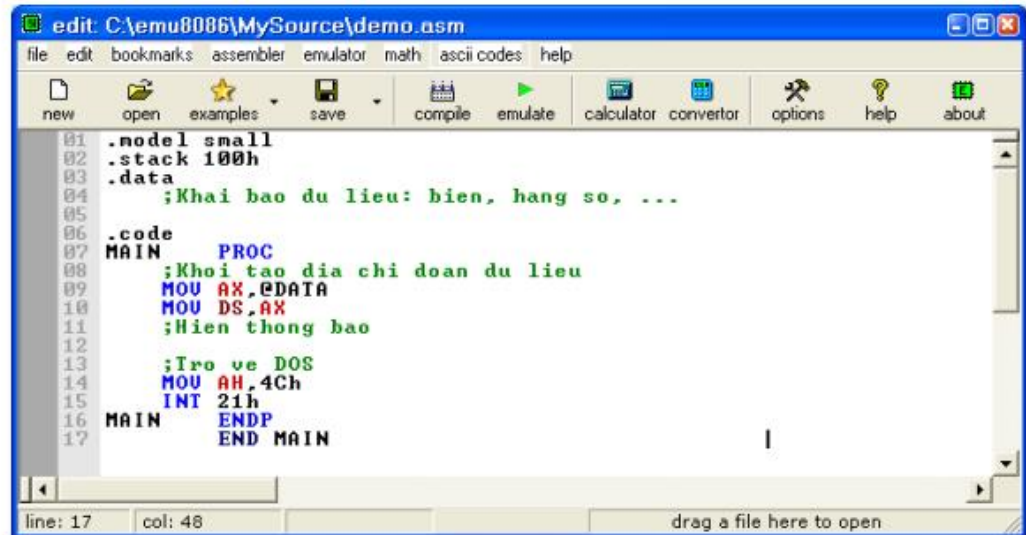 edit: C:\emu8086\MySource\demo.asm
file edit bookmarks assembler emulator math ascii codes help
new open examples save compile emulate calculator convertor options help about
01 .model small
02 .stack 100h
03 .data
04 ;Khai bao du lieu: bien, hang so, ...
05
06 .code
07 MAIN PROC
08 ;Khoi tao dia chi doan du lieu
09 MOV AX,@DATA
10 MOV DS,AX
11 ;Hien thong bao
12
13 ;Tro ve DOS
14 MOV AH,4Ch
15 INT 21h
16 MAIN ENDP
17 END MAIN
line: 17 col: 48 drag a file here to open